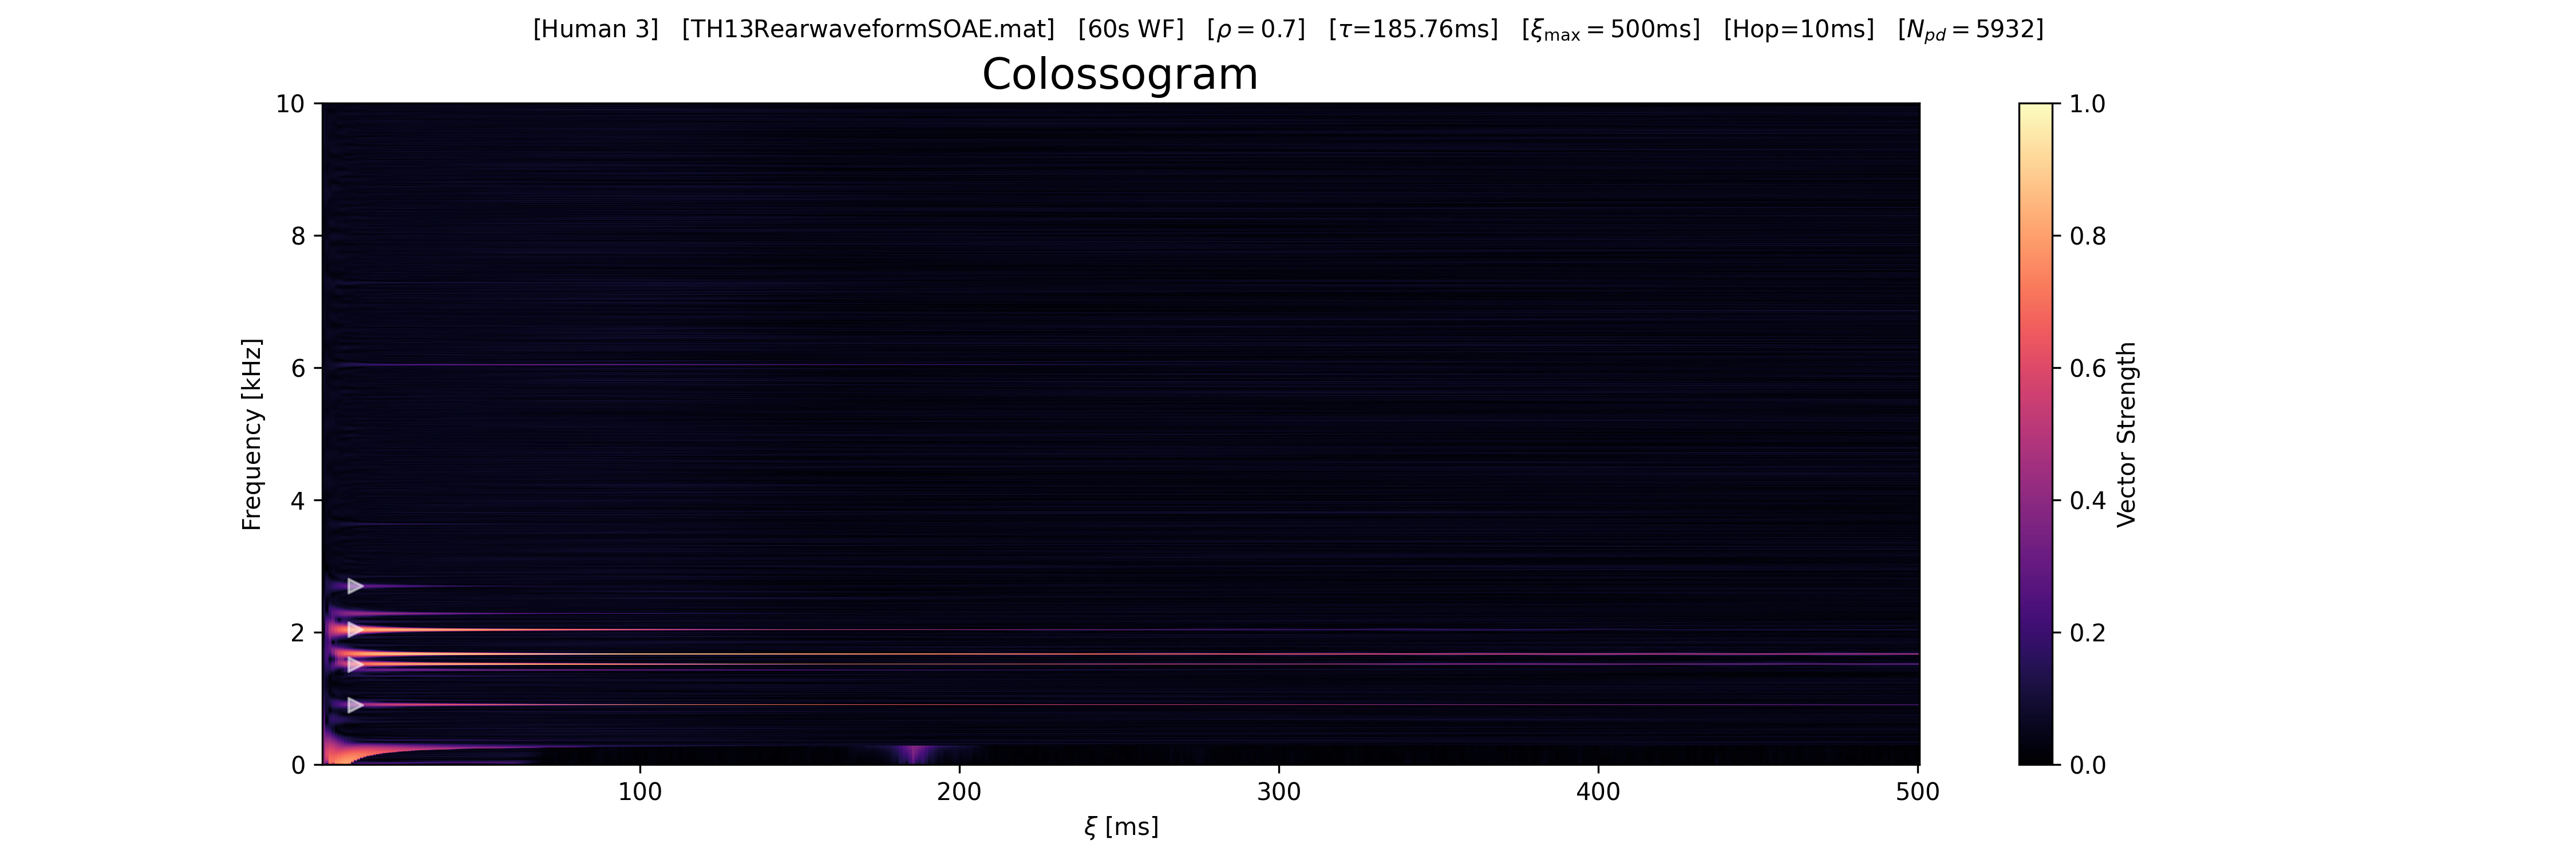 [Human 3] [TH13RearwaveformSOAE.mat] [60s WF] [ρ = 0.7] [τ=185.76ms] [ξmax = 500ms] [Hop=10ms] [Npd = 5932]
Colossogram
10
8
6
4
2
0
Frequency [kHz]
100 200 300 400 500
ξ [ms]
1.0
0.8
0.6
0.4
0.2
0.0
Vector Strength